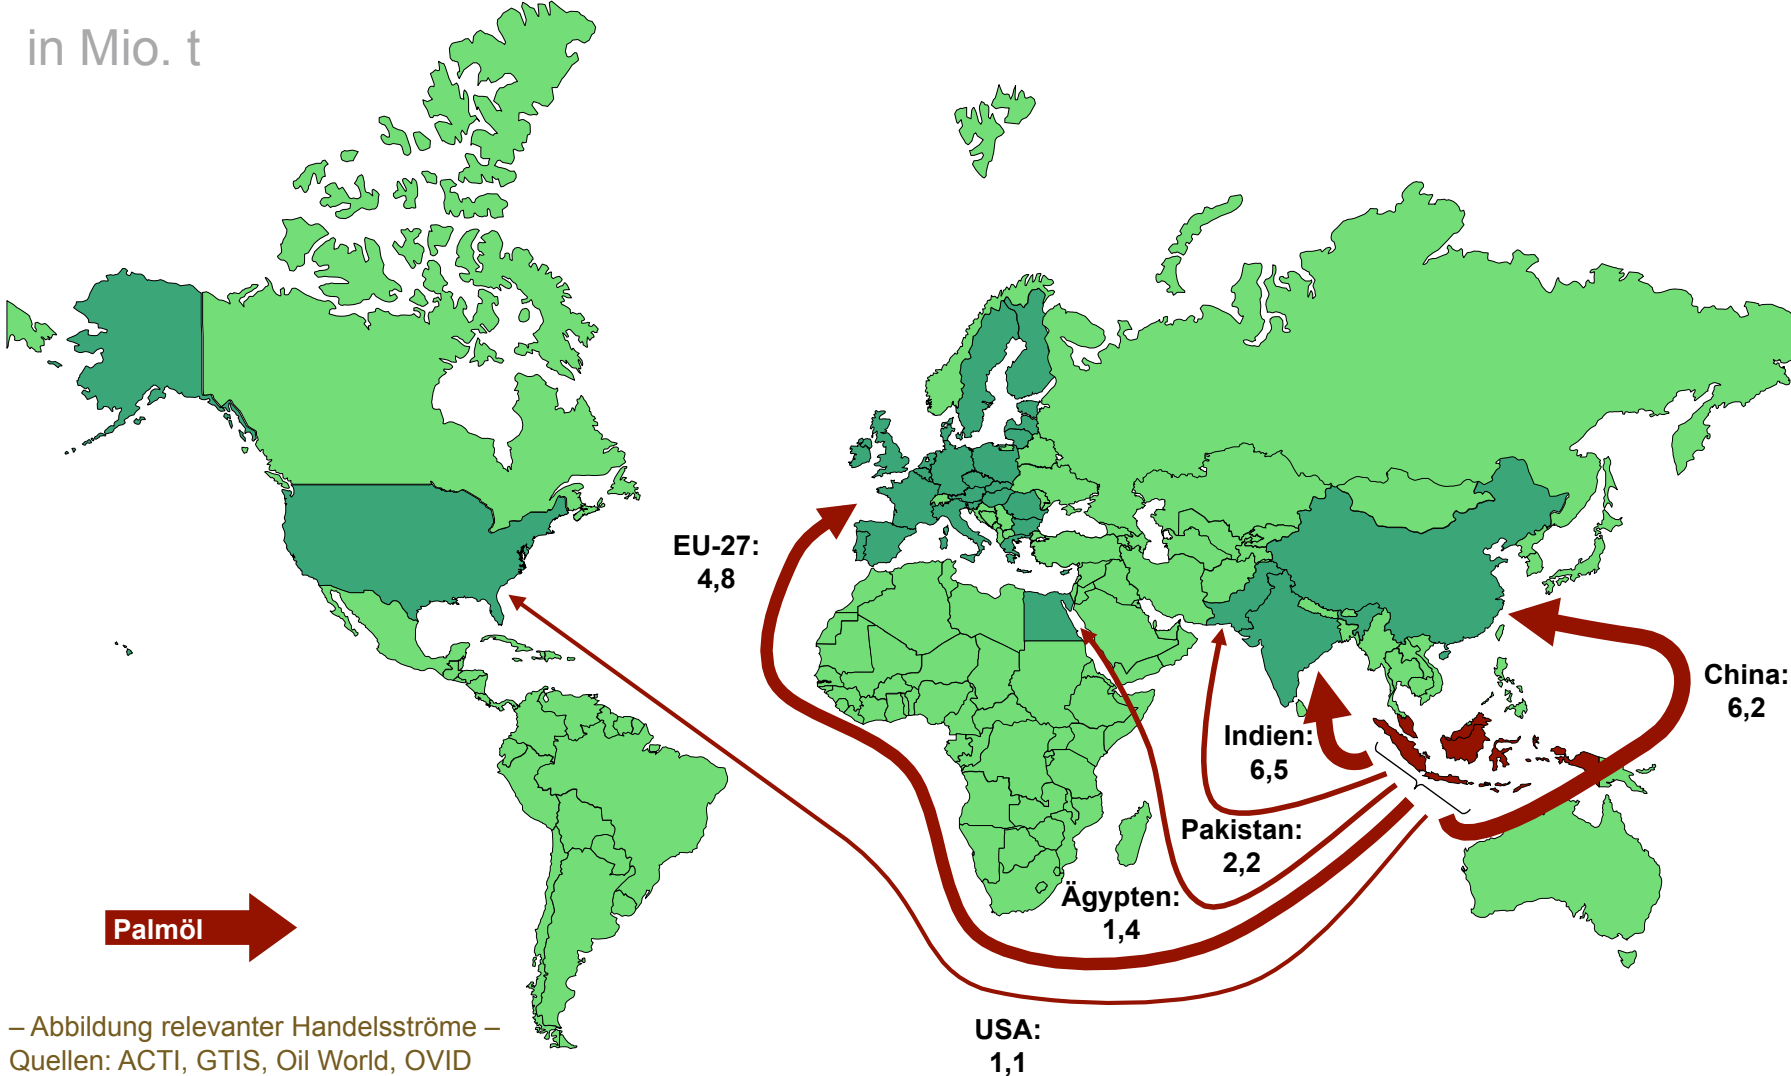 in Mio. t
EU-27:
4,8
China:
6,2
Indien:
6,5
Pakistan:
2,2
Ägypten:
1,4
Palmöl
USA:
1,1
– Abbildung relevanter Handelsströme –
Quellen: ACTI, GTIS, Oil World, OVID